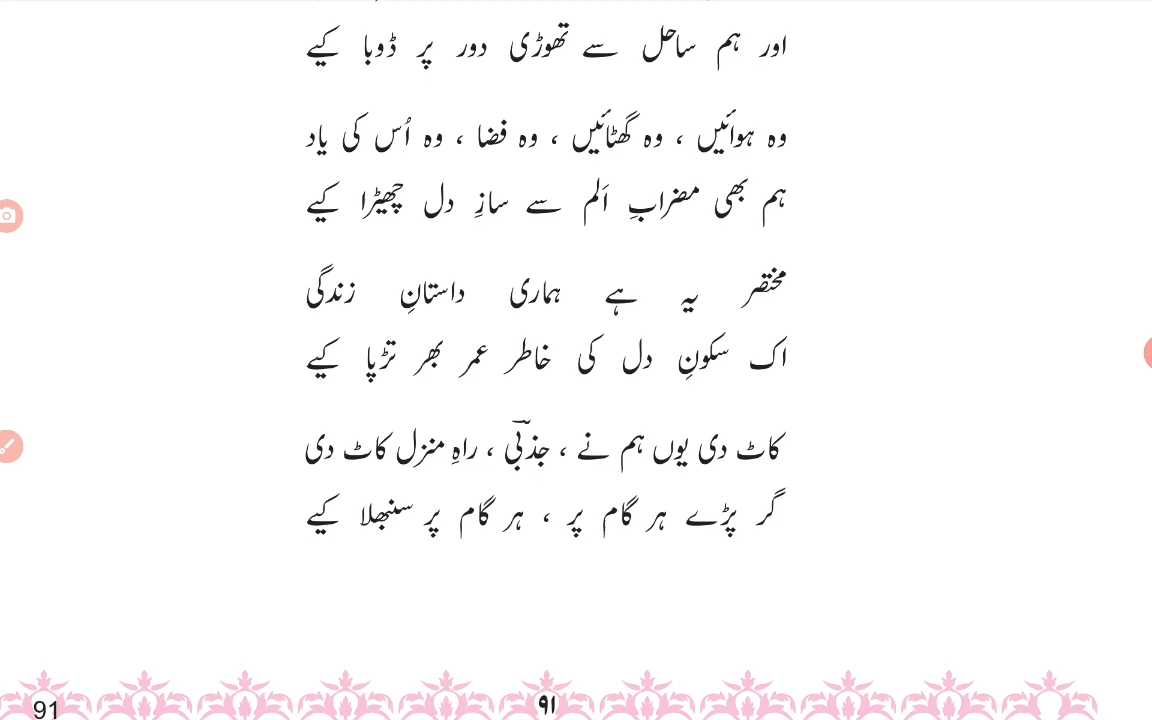 اور ہم ساحل سے تھوڑی دور پر ڈوبا کیے
وہ ہوائیں ، وہ گھٹائیں ، وہ فضا ، وہ اُس کی یاد
ہم بھی مضرابِ اَلم سے سازِ دل چھیڑا کیے
مختصر یہ ہے ہماری داستانِ زندگی
اک سکونِ دل کی خاطر عمر بھر تڑپا کیے
کاٹ دی یوں ہم نے ، جذبؔی ، راہِ منزل کاٹ دی
گر پڑے ہر گام پر ، ہر گام پر سنبھلا کیے
۹۱
91